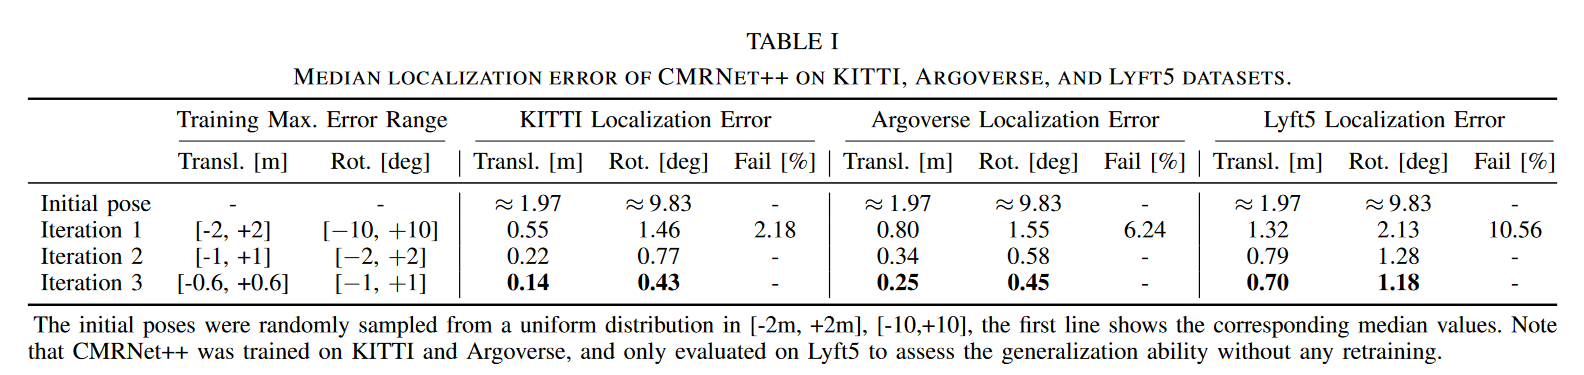 TABLE I
MEDIAN LOCALIZATION ERROR OF CMRNET++ ON KITTI, ARGOVERSE, AND LYFT5 DATASETS.
Training Max. Error Range KITTI Localization Error Argoverse Localization Error Lyft5 Localization Error
Transl. [m] Rot. [deg] Transl. [m] Rot. [deg] Fail [%] Transl. [m] Rot. [deg] Fail [%] Transl. [m] Rot. [deg] Fail [%]
Initial pose - - ≈1.97 ≈9.83 - ≈1.97 ≈9.83 - ≈1.97 ≈9.83 -
Iteration 1 [-2, +2] [−10, +10] 0.55 1.46 2.18 0.80 1.55 6.24 1.32 2.13 10.56
Iteration 2 [-1, +1] [−2, +2] 0.22 0.77 - 0.34 0.58 - 0.79 1.28 -
Iteration 3 [-0.6, +0.6] [−1, +1] 0.14 0.43 - 0.25 0.45 - 0.70 1.18 -
The initial poses were randomly sampled from a uniform distribution in [-2m, +2m], [-10,+10], the first line shows the corresponding median values. Note
that CMRNet++ was trained on KITTI and Argoverse, and only evaluated on Lyft5 to assess the generalization ability without any retraining.